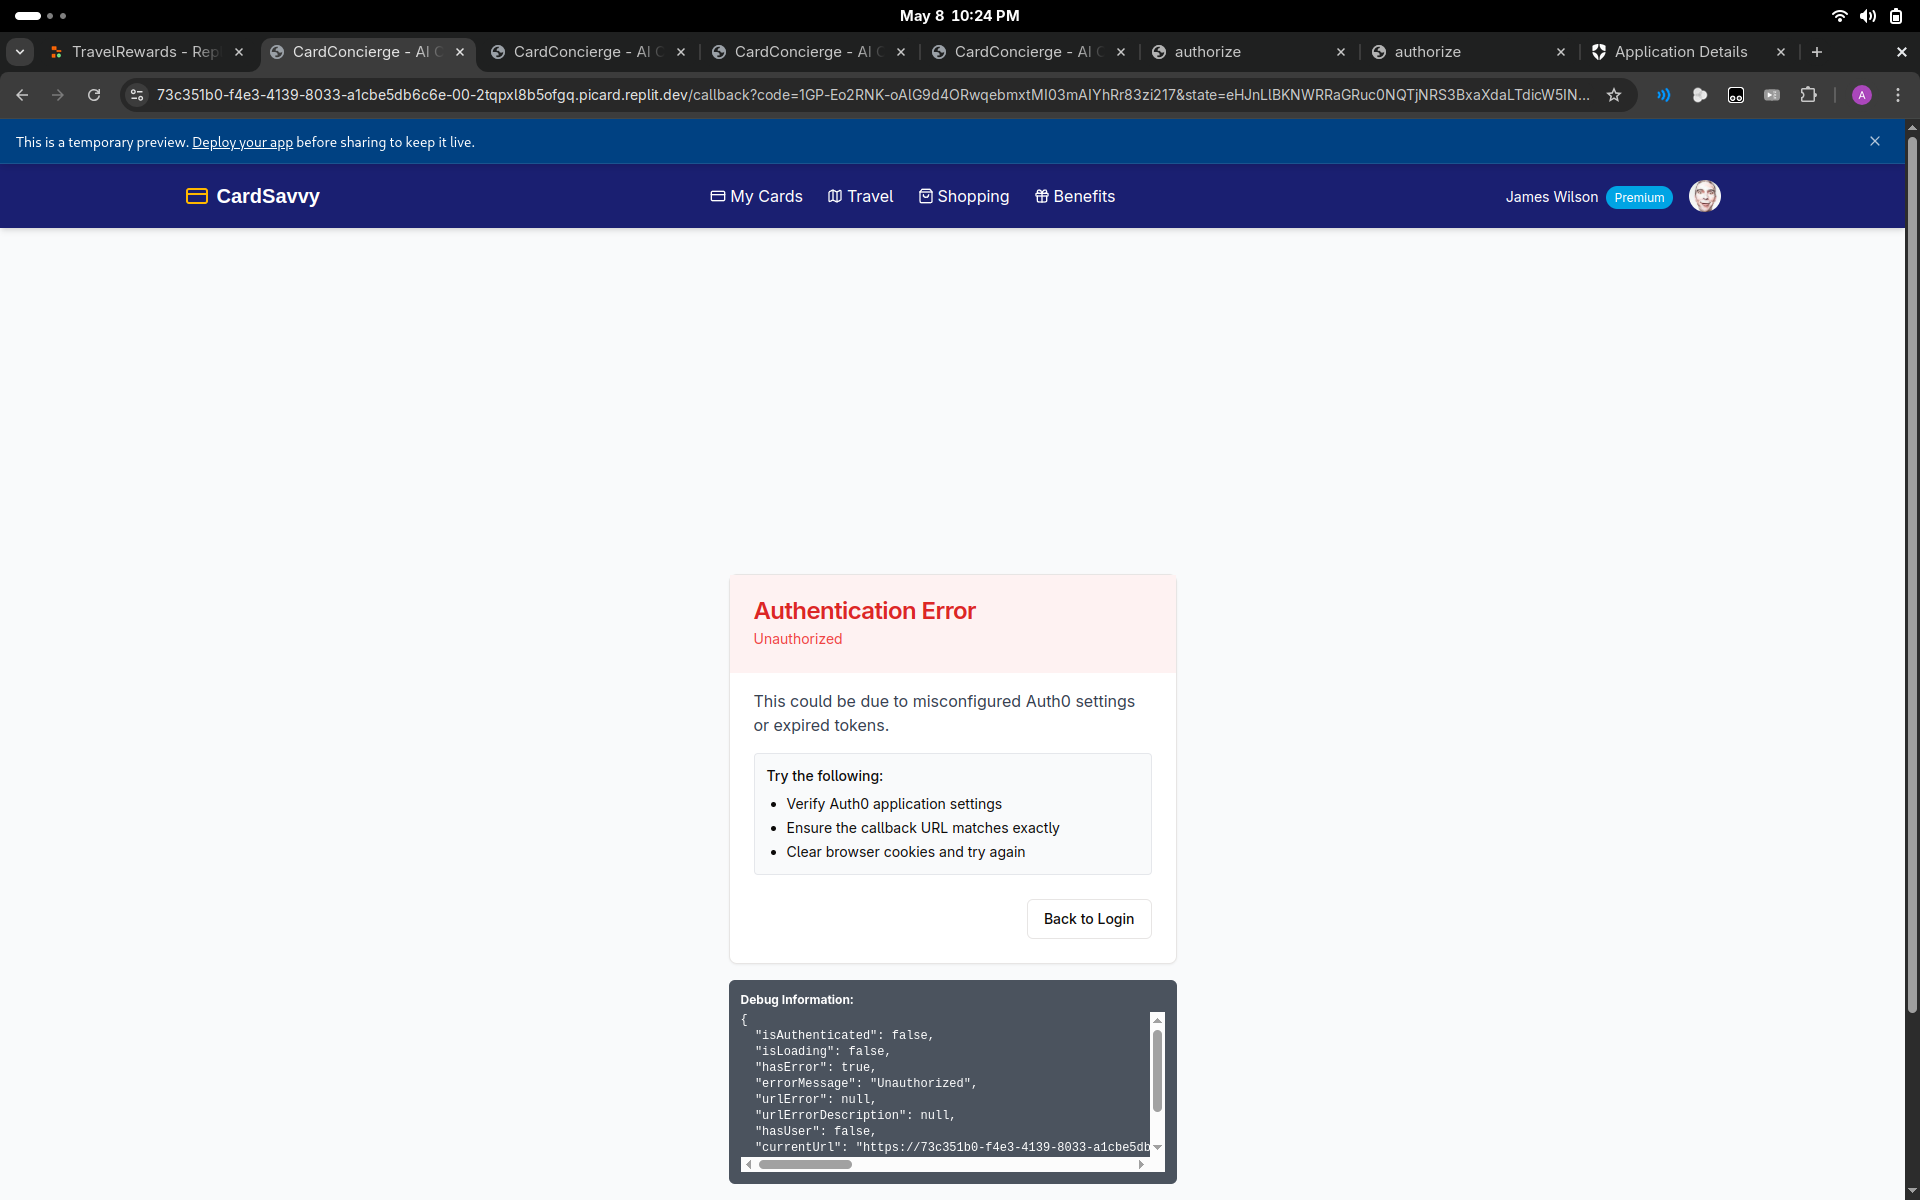 May 8  10:24 PM
TravelRewards - Rep
CardConcierge - AI C
CardConcierge - AI C
CardConcierge - AI C
CardConcierge - AI C
authorize
authorize
Application Details
73c351b0-f4e3-4139-8033-a1cbe5db6c6e-00-2tqpxl8b5ofgq.picard.replit.dev/callback?code=1GP-Eo2RNK-oAlG9d4ORwqebmxtMI03mAIYhRr83zi217&state=eHJnLlBKNWRRaGRuc0NQTjNRS3BxaXdaLTdicW5IN...
A
This is a temporary preview. Deploy your app before sharing to keep it live.
CardSavvy
My Cards
Travel
Shopping
Benefits
James Wilson
Premium
Authentication Error
Unauthorized
This could be due to misconfigured Auth0 settings
or expired tokens.
Try the following:
• Verify Auth0 application settings
• Ensure the callback URL matches exactly
• Clear browser cookies and try again
Back to Login
Debug Information:
{
"isAuthenticated": false,
"isLoading": false,
"hasError": true,
"errorMessage": "Unauthorized",
"urlError": null,
"urlErrorDescription": null,
"hasUser": false,
"currentUrl": "https://73c351b0-f4e3-4139-8033-a1cbe5db